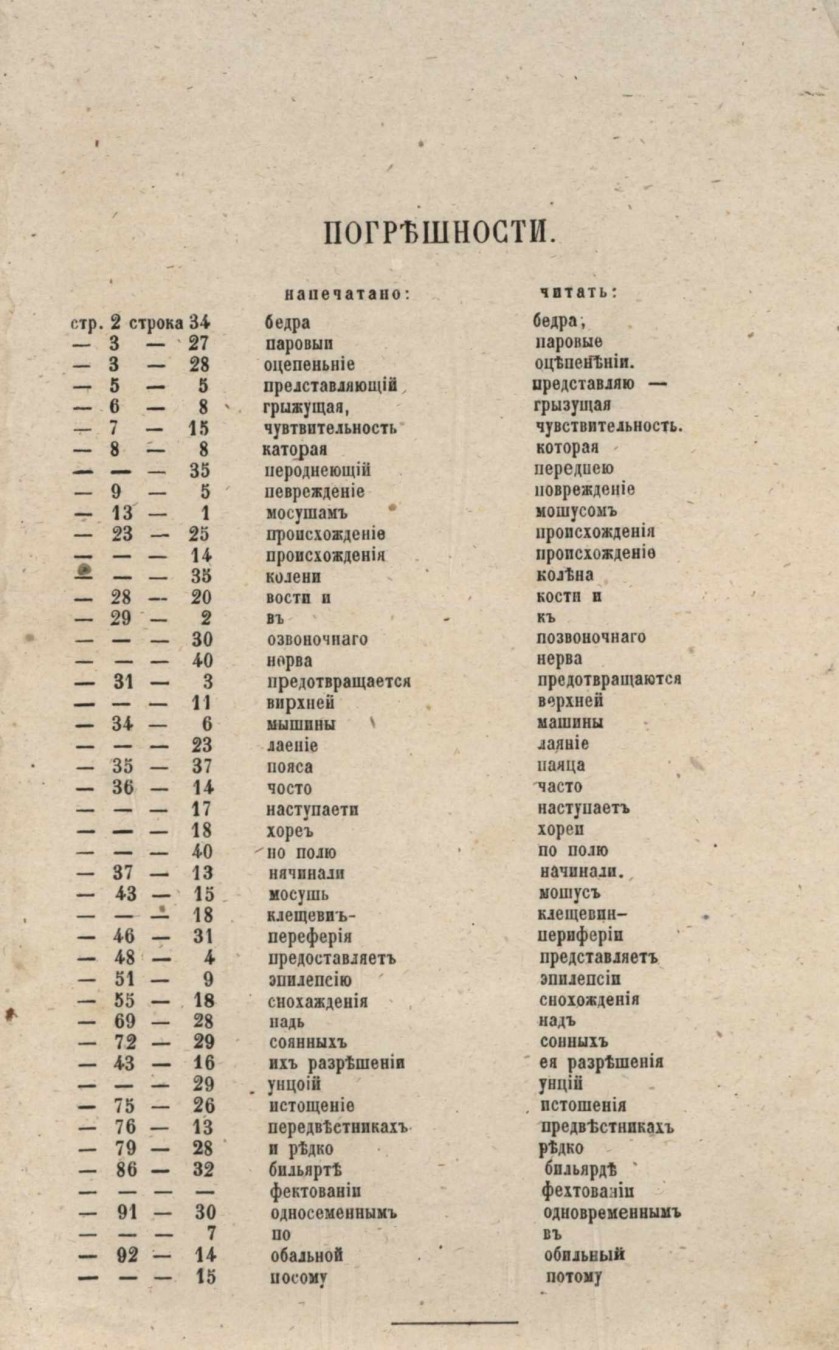 ПОГРѢШНОСТИ.
напечатано: читать:
стр. 2 строка 34 бедра бедра,
— 3 — 27 паровыи паровые
— 3 — 28 оцепеньніе оцѣпенѣніи.
— 5 — 5 прелставляющій представляю —
— 6 — 8 грыжущая, грызущая
— 7 — 15 чувтвительность чувствительность.
— 8 — 8 каторая которая
— — — 35 пероднеющій переднею
— 9 — 5 певрежденіе поврежденіе
— 13 — 1 мосушамъ мошусомъ
— 23 — 25 происхожденіе происхожденія
— — — 14 происхожденія происхожденіе
— — — 35 колени колѣна
— 28 — 20 вости и кости и
— 29 — 2 въ къ
— — — 30 озвоночнаго позвоночнаго
— — — 40 норва нерва
— 31 — 3 предотвращается предотвращаются
— — — 11 вирхней верхней
— 34 — 6 мышины машины
— — — 23 лаеніе лаяніе
— 35 — 37 пояса паяца
— 36 — 14 чосто часто
— — — 17 наступаети наступаетъ
— — — 18 хореъ хореи
— — — 40 но полю по полю
— 37 — 13 нячинали начинали.
— 43 — 15 мосушь мошусъ
— — — 18 клещевиъ- клещевин-
— 46 — 31 переферія периферіи
— 48 — 4 предоставляетъ представляетъ
— 51 — 9 эпилепсію эпилепсіи
— 55 — 18 снохажденія снохожденія
— 69 — 28 надь надъ
— 72 — 29 соянныхъ сонныхъ
— 43 — 16 ихъ разрѣшеніи ея разрѣшенія
— — — 29 унцоій унцій
— 75 — 26 истощеніе истошенія
— 76 — 13 передвѣстникахъ предвѣстникахъ
— 79 — 28 и рѣдко рѣдко
— 86 — 32 бильяртѣ бильярдѣ
— — — — фектованіи фехтованіи
— 91 — 30 односеменнымъ одновременнымъ
— — — 7 по въ
— 92 — 14 обальной обильный
— — — 15 посому потому